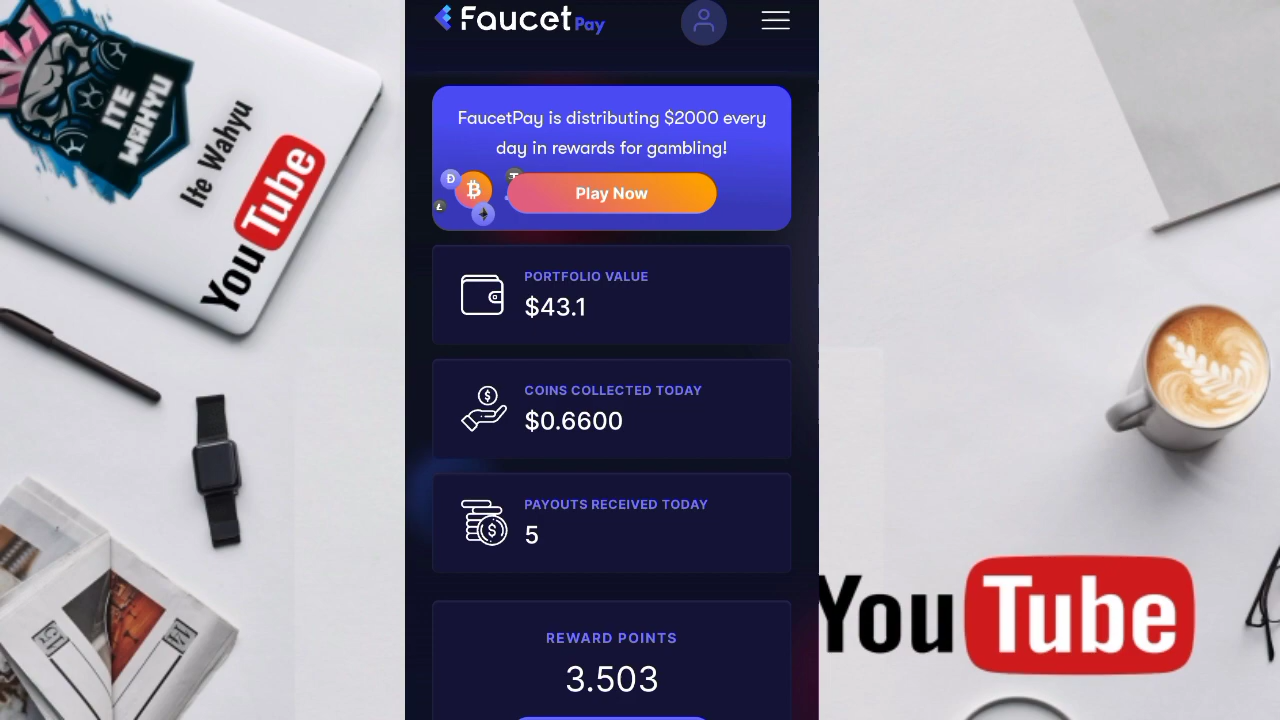 ITE
WAHYU
Ite Wahyu
YouTube
FaucetPay
FaucetPay is distributing $2000 every
day in rewards for gambling!
Play Now
PORTFOLIO VALUE
$43.1
COINS COLLECTED TODAY
$0.6600
PAYOUTS RECEIVED TODAY
5
REWARD POINTS
3.503
YouTube